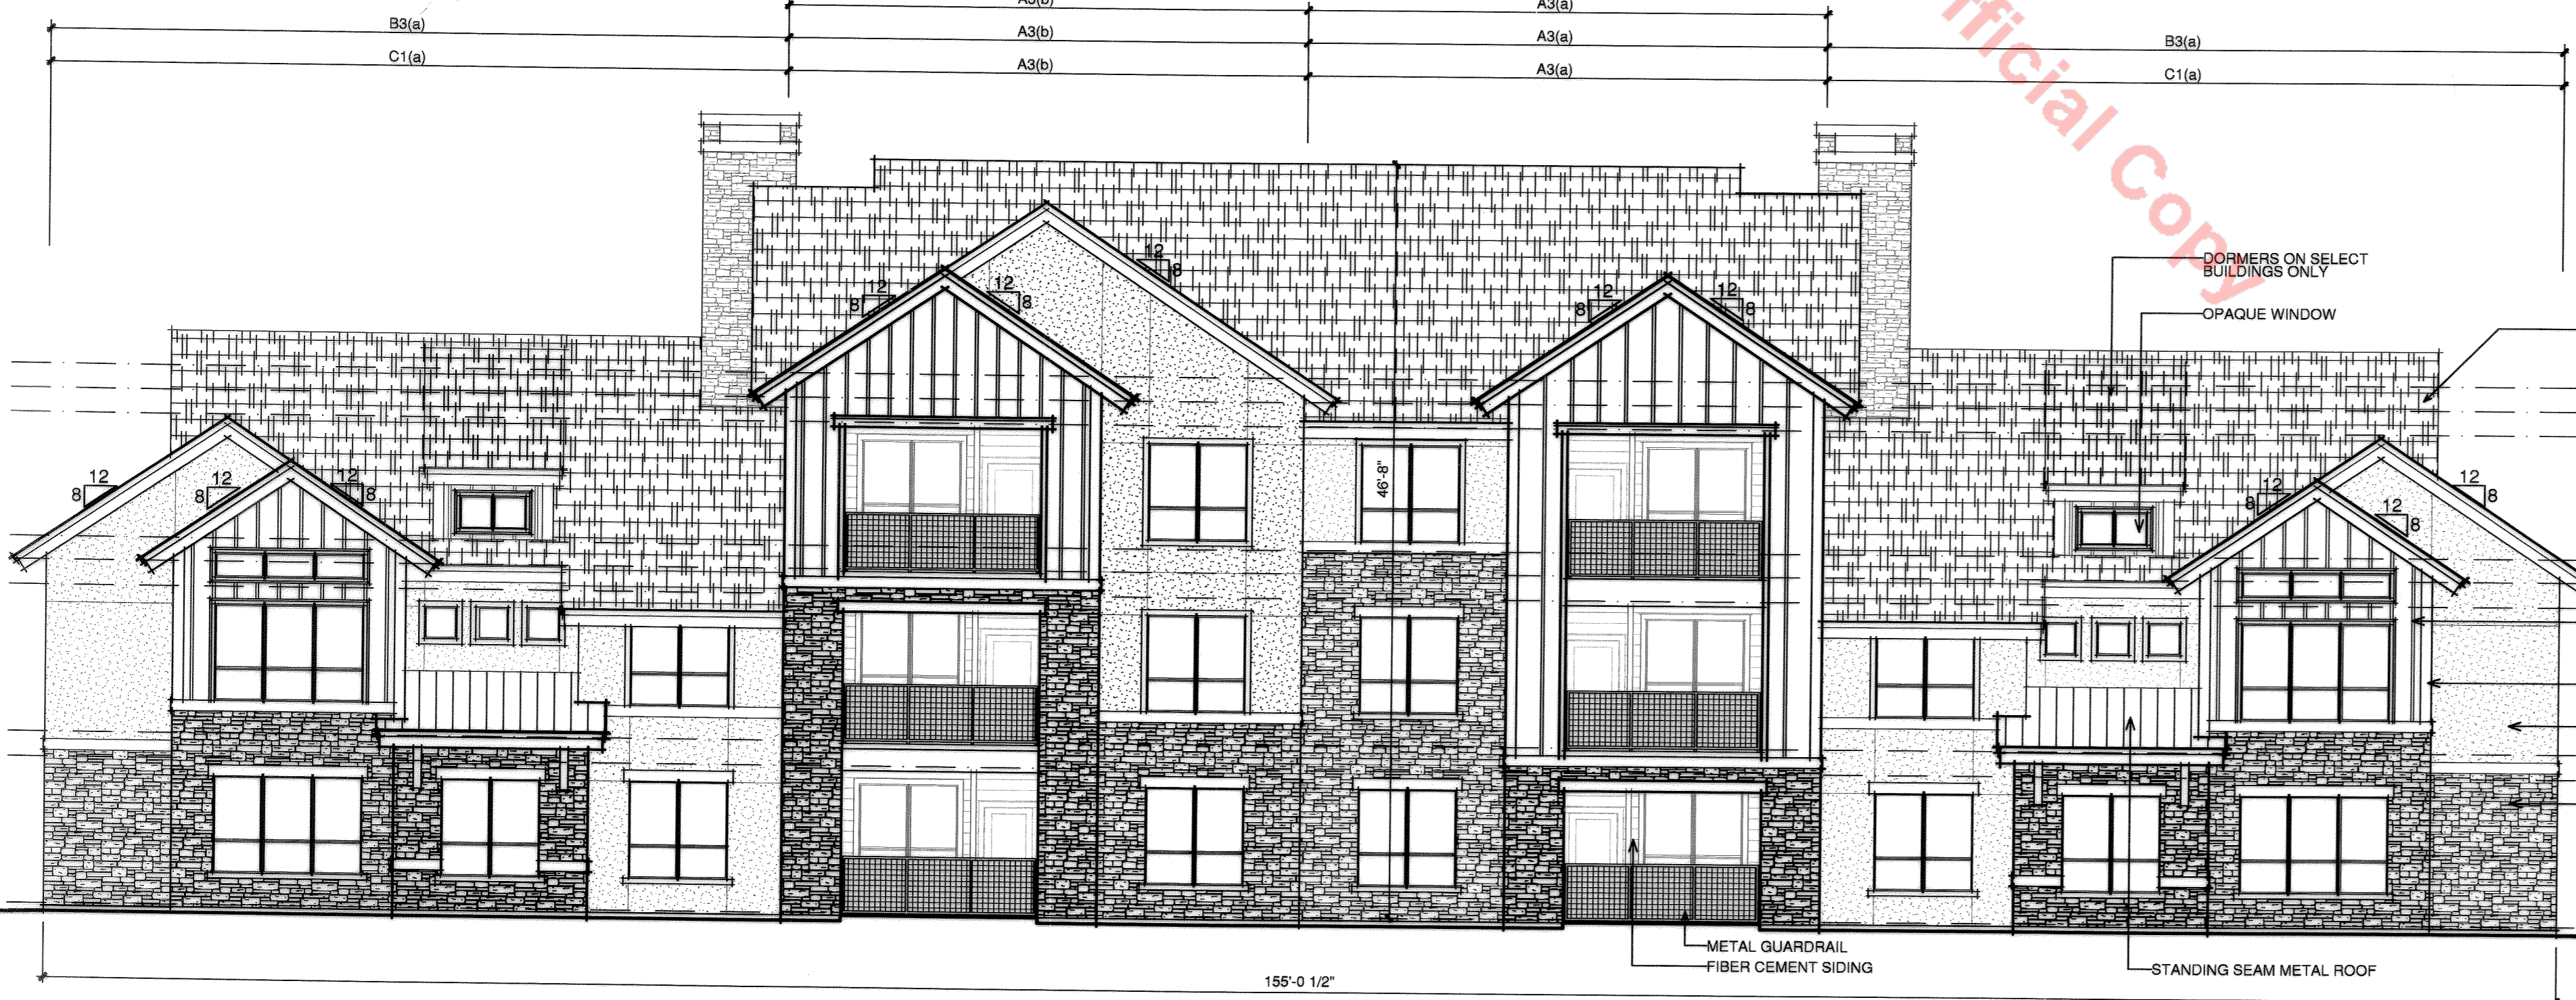 A3(b) A3(a)
B3(a) A3(b) A3(a) B3(a)
C1(a) A3(b) A3(a) C1(a)
fficial Copy
DORMERS ON SELECT
BUILDINGS ONLY
OPAQUE WINDOW
12
8
12
8
12
8
12
8
12
8
12
8
12
8
12
8
12
8
12
8
12
8
46'-8"
METAL GUARDRAIL
FIBER CEMENT SIDING
STANDING SEAM METAL ROOF
155'-0 1/2"